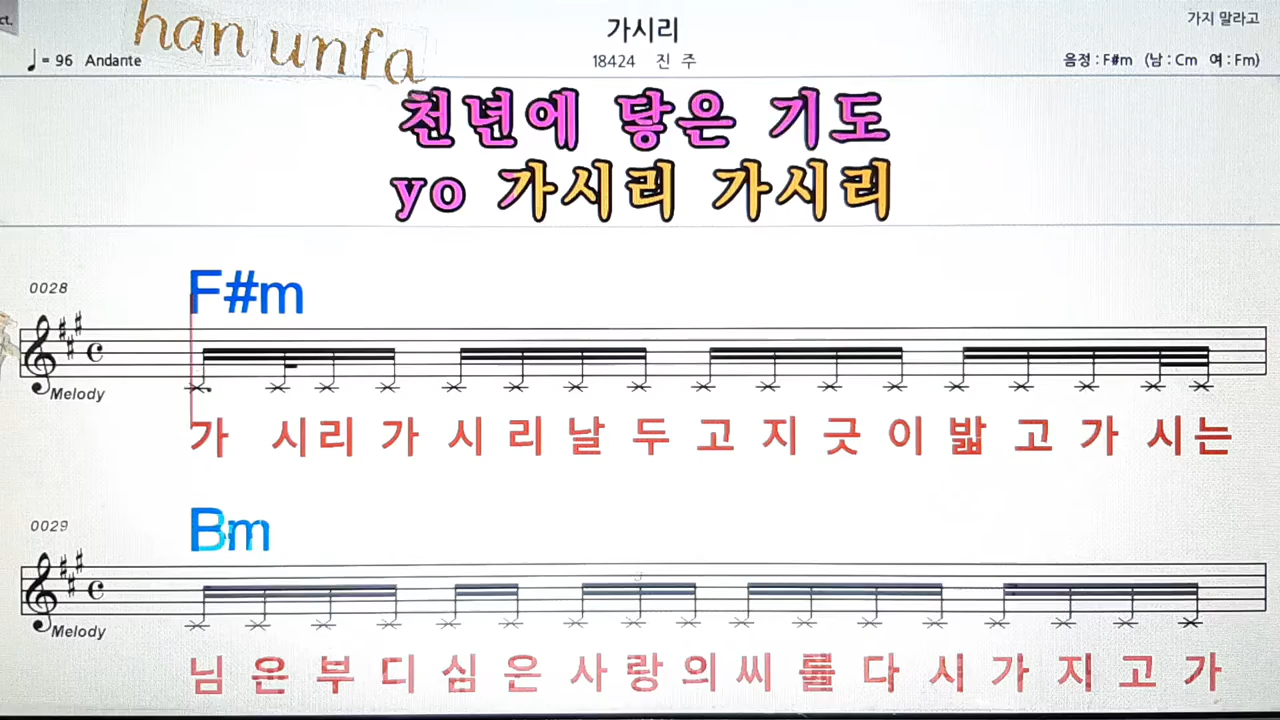 ct.
han unfa
가시리
가지 말라고
♩= 96 Andante
18424 진 주
음정 : F#m (남 : Cm 여 : Fm)
천년에 닿은 기도
yo 가시리 가시리
F#m
0028
Melody
가 시 리 가 시 리 날 두 고 지 긋 이 밟 고 가 시 는
Bm
0029
3
Melody
님 은 부 디 심 은 사 랑 의 씨 를 다 시 가 지 고 가